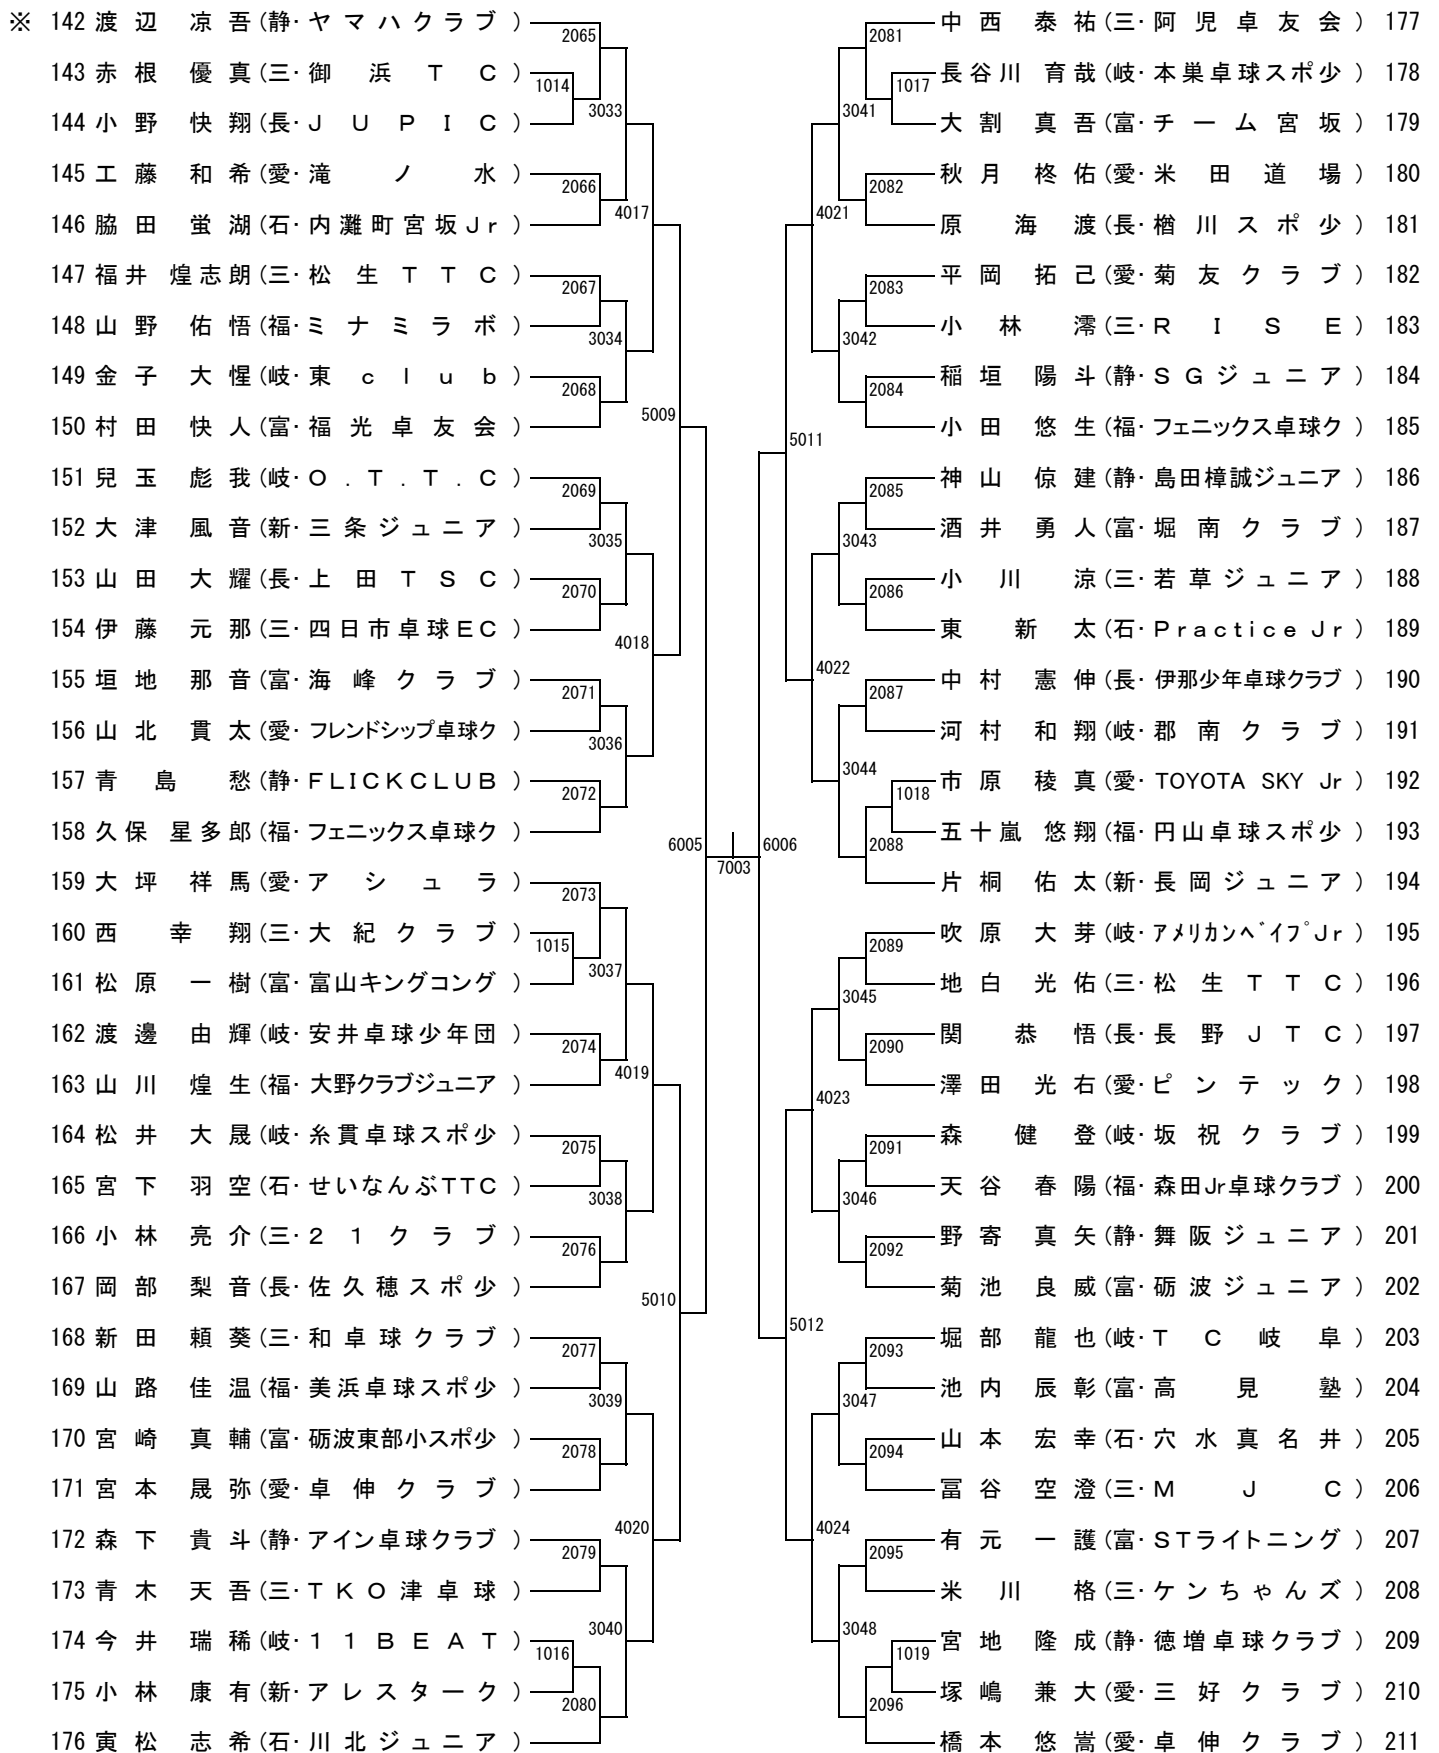 ※ 142 渡辺 凉吾 (静・ヤマハクラブ)
143 赤根 優真 (三・御浜TC)
144 小野 快翔 (長・JUPIC)
145 工藤 和希 (愛・滝ノ水)
146 脇田 蛍湖 (石・内灘町宮坂Jr)
147 福井 煌志朗 (三・松生TTC)
148 山野 佑悟 (福・ミナミラボ)
149 金子 大惺 (岐・東club)
150 村田 快人 (富・福光卓友会)
151 兒玉 彪我 (岐・O.T.T.C)
152 大津 風音 (新・三条ジュニア)
153 山田 大耀 (長・上田TSC)
154 伊藤 元那 (三・四日市卓球EC)
155 垣地 那音 (富・海峰クラブ)
156 山北 貫太 (愛・フレンドシップ卓球ク)
157 青島 愁 (静・FLICKCLUB)
158 久保 星多郎 (福・フェニックス卓球ク)
159 大坪 祥馬 (愛・アシュラ)
160 西 幸翔 (三・大紀クラブ)
161 松原 一樹 (富・富山キングコング)
162 渡邊 由輝 (岐・安井卓球少年団)
163 山川 煌生 (福・大野クラブジュニア)
164 松井 大晟 (岐・糸貫卓球スポ少)
165 宮下 羽空 (石・せいなんぶTTC)
166 小林 亮介 (三・21クラブ)
167 岡部 梨音 (長・佐久穂スポ少)
168 新田 頼葵 (三・和卓球クラブ)
169 山路 佳温 (福・美浜卓球スポ少)
170 宮崎 真輔 (富・砺波東部小スポ少)
171 宮本 晟弥 (愛・卓伸クラブ)
172 森下 貴斗 (静・アイン卓球クラブ)
173 青木 天吾 (三・TKO津卓球)
174 今井 瑞稀 (岐・11BEAT)
175 小林 康有 (新・アレスターク)
176 寅松 志希 (石・川北ジュニア)
2065
1014
3033
2066
4017
2067
3034
2068
5009
2069
3035
2070
4018
2071
3036
2072
6005
2073
1015
3037
2074
4019
2075
3038
2076
5010
2077
3039
2078
4020
2079
3040
1016
2080
7003
6006
2081
1017
3041
2082
4021
2083
3042
2084
5011
2085
3043
2086
4022
2087
3044
1018
2088
2089
3045
2090
4023
2091
3046
2092
5012
2093
3047
2094
4024
2095
3048
1019
2096
中西 泰祐 (三・阿児卓友会) 177
長谷川 育哉 (岐・本巣卓球スポ少) 178
大割 真吾 (富・チーム宮坂) 179
秋月 柊佑 (愛・米田道場) 180
原 海渡 (長・楢川スポ少) 181
平岡 拓己 (愛・菊友クラブ) 182
小林 澪 (三・RISE) 183
稲垣 陽斗 (静・SGジュニア) 184
小田 悠生 (福・フェニックス卓球ク) 185
神山 倞建 (静・島田樟誠ジュニア) 186
酒井 勇人 (富・堀南クラブ) 187
小川 涼 (三・若草ジュニア) 188
東 新太 (石・Practice Jr) 189
中村 憲伸 (長・伊那少年卓球クラブ) 190
河村 和翔 (岐・郡南クラブ) 191
市原 稜真 (愛・TOYOTA SKY Jr) 192
五十嵐 悠翔 (福・円山卓球スポ少) 193
片桐 佑太 (新・長岡ジュニア) 194
吹原 大芽 (岐・アメリカンベイプJr) 195
地白 光佑 (三・松生TTC) 196
関 恭悟 (長・長野JTC) 197
澤田 光右 (愛・ピンテック) 198
森 健登 (岐・坂祝クラブ) 199
天谷 春陽 (福・森田Jr卓球クラブ) 200
野寄 真矢 (静・舞阪ジュニア) 201
菊池 良威 (富・砺波ジュニア) 202
堀部 龍也 (岐・TC岐阜) 203
池内 辰彰 (富・高見塾) 204
山本 宏幸 (石・穴水真名井) 205
冨谷 空澄 (三・MJC) 206
有元 一護 (富・STライトニング) 207
米川 格 (三・ケンちゃんズ) 208
宮地 隆成 (静・徳増卓球クラブ) 209
塚嶋 兼大 (愛・三好クラブ) 210
橋本 悠嵩 (愛・卓伸クラブ) 211